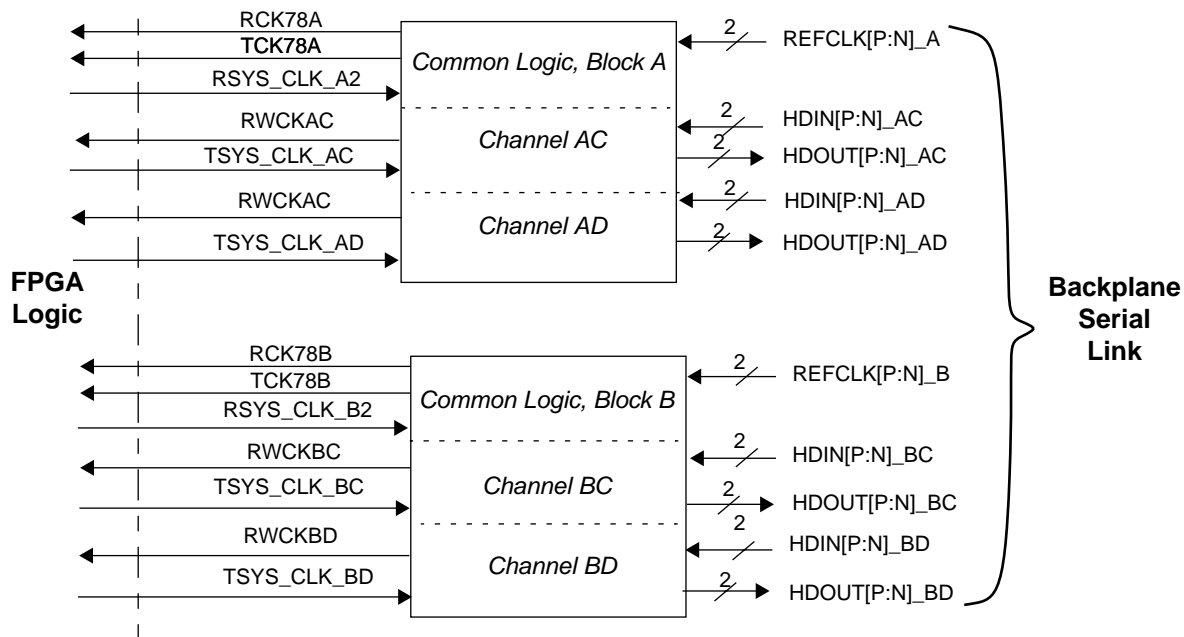 RCK78A
TCK78A
RSYS_CLK_A2
RWCKAC
TSYS_CLK_AC
RWCKAC
TSYS_CLK_AD
Common Logic, Block A
Channel AC
Channel AD
2
REFCLK[P:N]_A
2
HDIN[P:N]_AC
2
HDOUT[P:N]_AC
2
HDIN[P:N]_AD
2
HDOUT[P:N]_AD
FPGA
Logic
Backplane
Serial
Link
RCK78B
TCK78B
RSYS_CLK_B2
RWCKBC
TSYS_CLK_BC
RWCKBD
TSYS_CLK_BD
Common Logic, Block B
Channel BC
Channel BD
2
REFCLK[P:N]_B
2
HDIN[P:N]_BC
2
HDOUT[P:N]_BC
2
HDIN[P:N]_BD
2
HDOUT[P:N]_BD